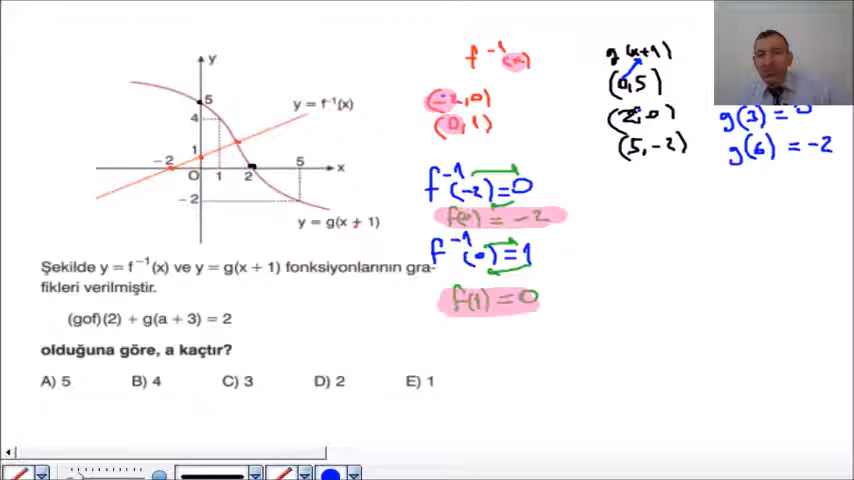 y
5
4
1
-2
O
1
2
5
x
-2
y = f⁻¹(x)
y = g(x + 1)
Şekilde y = f⁻¹(x) ve y = g(x + 1) fonksiyonlarının gra-
fikleri verilmiştir.
(gof)(2) + g(a + 3) = 2
olduğuna göre, a kaçtır?
A) 5 B) 4 C) 3 D) 2 E) 1
f⁻¹(x)
(-2,0)
(0,1)
f⁻¹(-2)=0
f(0) = -2
f⁻¹(0)=1
f(1) = 0
g(x+1)
(0,5)
(2,0)
(5,-2)
g(3) = 0
g(6) = -2